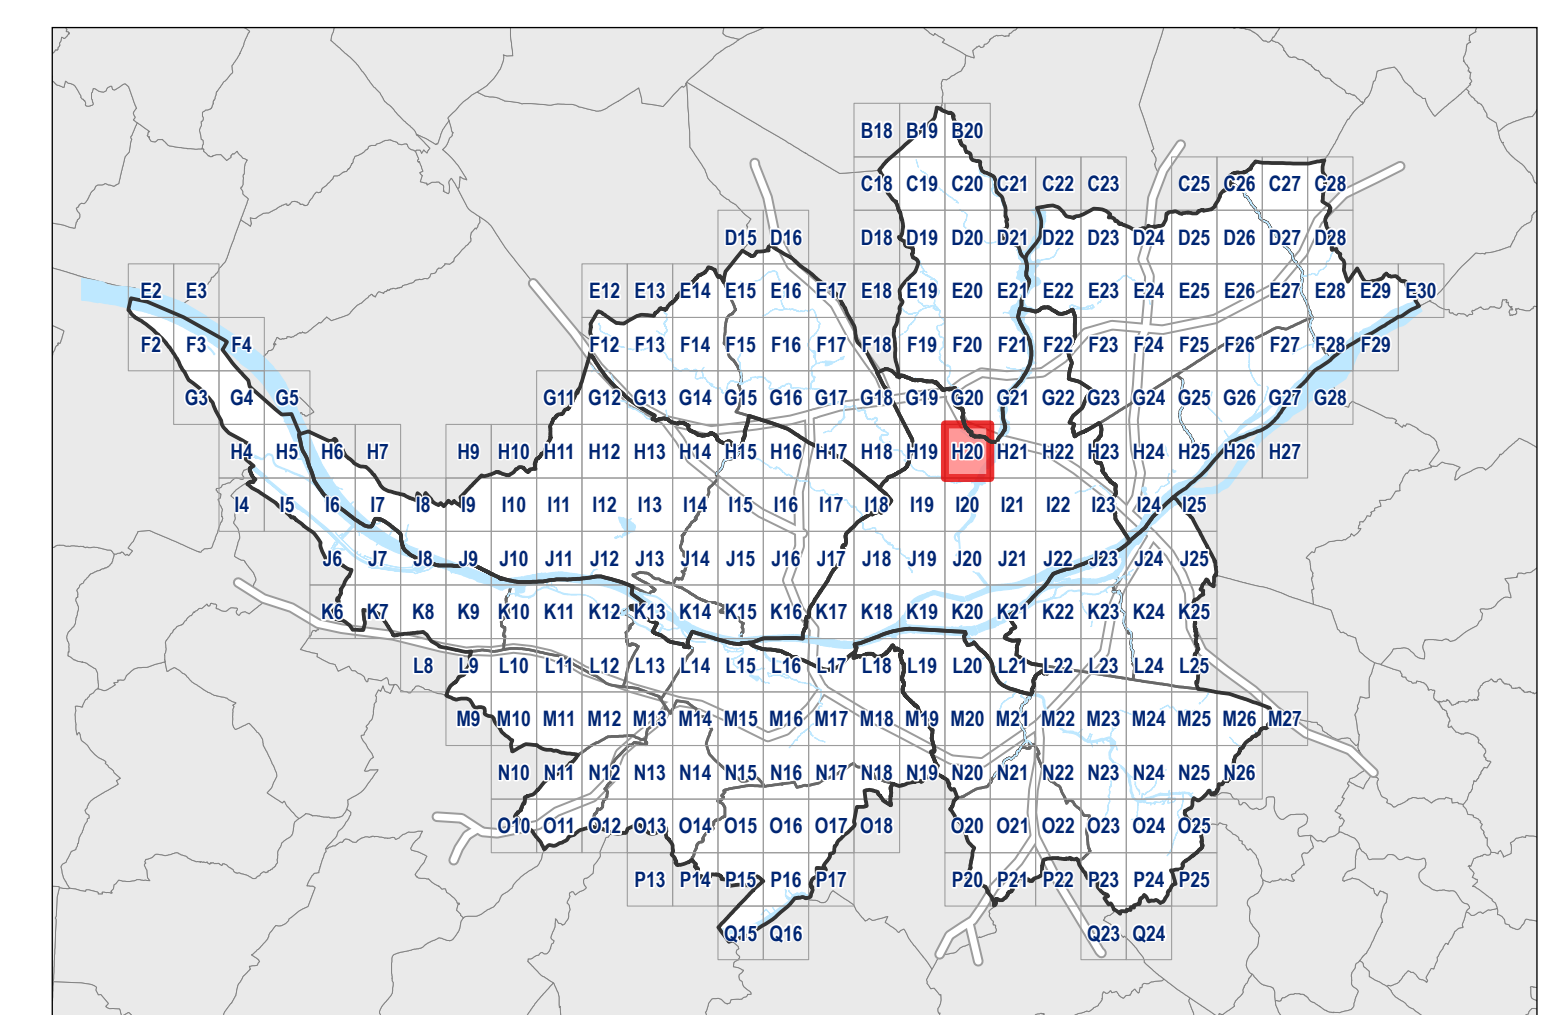 B18 B19 B20
C18 C19 C20 C21 C22 C23 C25 C26 C27 C28
D15 D16 D18 D19 D20 D21 D22 D23 D24 D25 D26 D27 D28
E2 E3 E12 E13 E14 E15 E16 E17 E18 E19 E20 E21 E22 E23 E24 E25 E26 E27 E28 E29 E30
F2 F3 F4 F12 F13 F14 F15 F16 F17 F18 F19 F20 F21 F22 F23 F24 F25 F26 F27 F28 F29
G3 G4 G5 G11 G12 G13 G14 G15 G16 G17 G18 G19 G20 G21 G22 G23 G24 G25 G26 G27 G28
H4 H5 H6 H7 H9 H10 H11 H12 H13 H14 H15 H16 H17 H18 H19 H20 H21 H22 H23 H24 H25 H26 H27
I4 I5 I6 I7 I8 I9 I10 I11 I12 I13 I14 I15 I16 I17 I18 I19 I20 I21 I22 I23 I24 I25
J6 J7 J8 J9 J10 J11 J12 J13 J14 J15 J16 J17 J18 J19 J20 J21 J22 J23 J24 J25
K6 K7 K8 K9 K10 K11 K12 K13 K14 K15 K16 K17 K18 K19 K20 K21 K22 K23 K24 K25
L8 L9 L10 L11 L12 L13 L14 L15 L16 L17 L18 L19 L20 L21 L22 L23 L24 L25
M9 M10 M11 M12 M13 M14 M15 M16 M17 M18 M19 M20 M21 M22 M23 M24 M25 M26 M27
N10 N11 N12 N13 N14 N15 N16 N17 N18 N19 N20 N21 N22 N23 N24 N25 N26
O10 O11 O12 O13 O14 O15 O16 O17 O18 O20 O21 O22 O23 O24 O25
P13 P14 P15 P16 P17 P20 P21 P22 P23 P24 P25
Q15 Q16 Q23 Q24